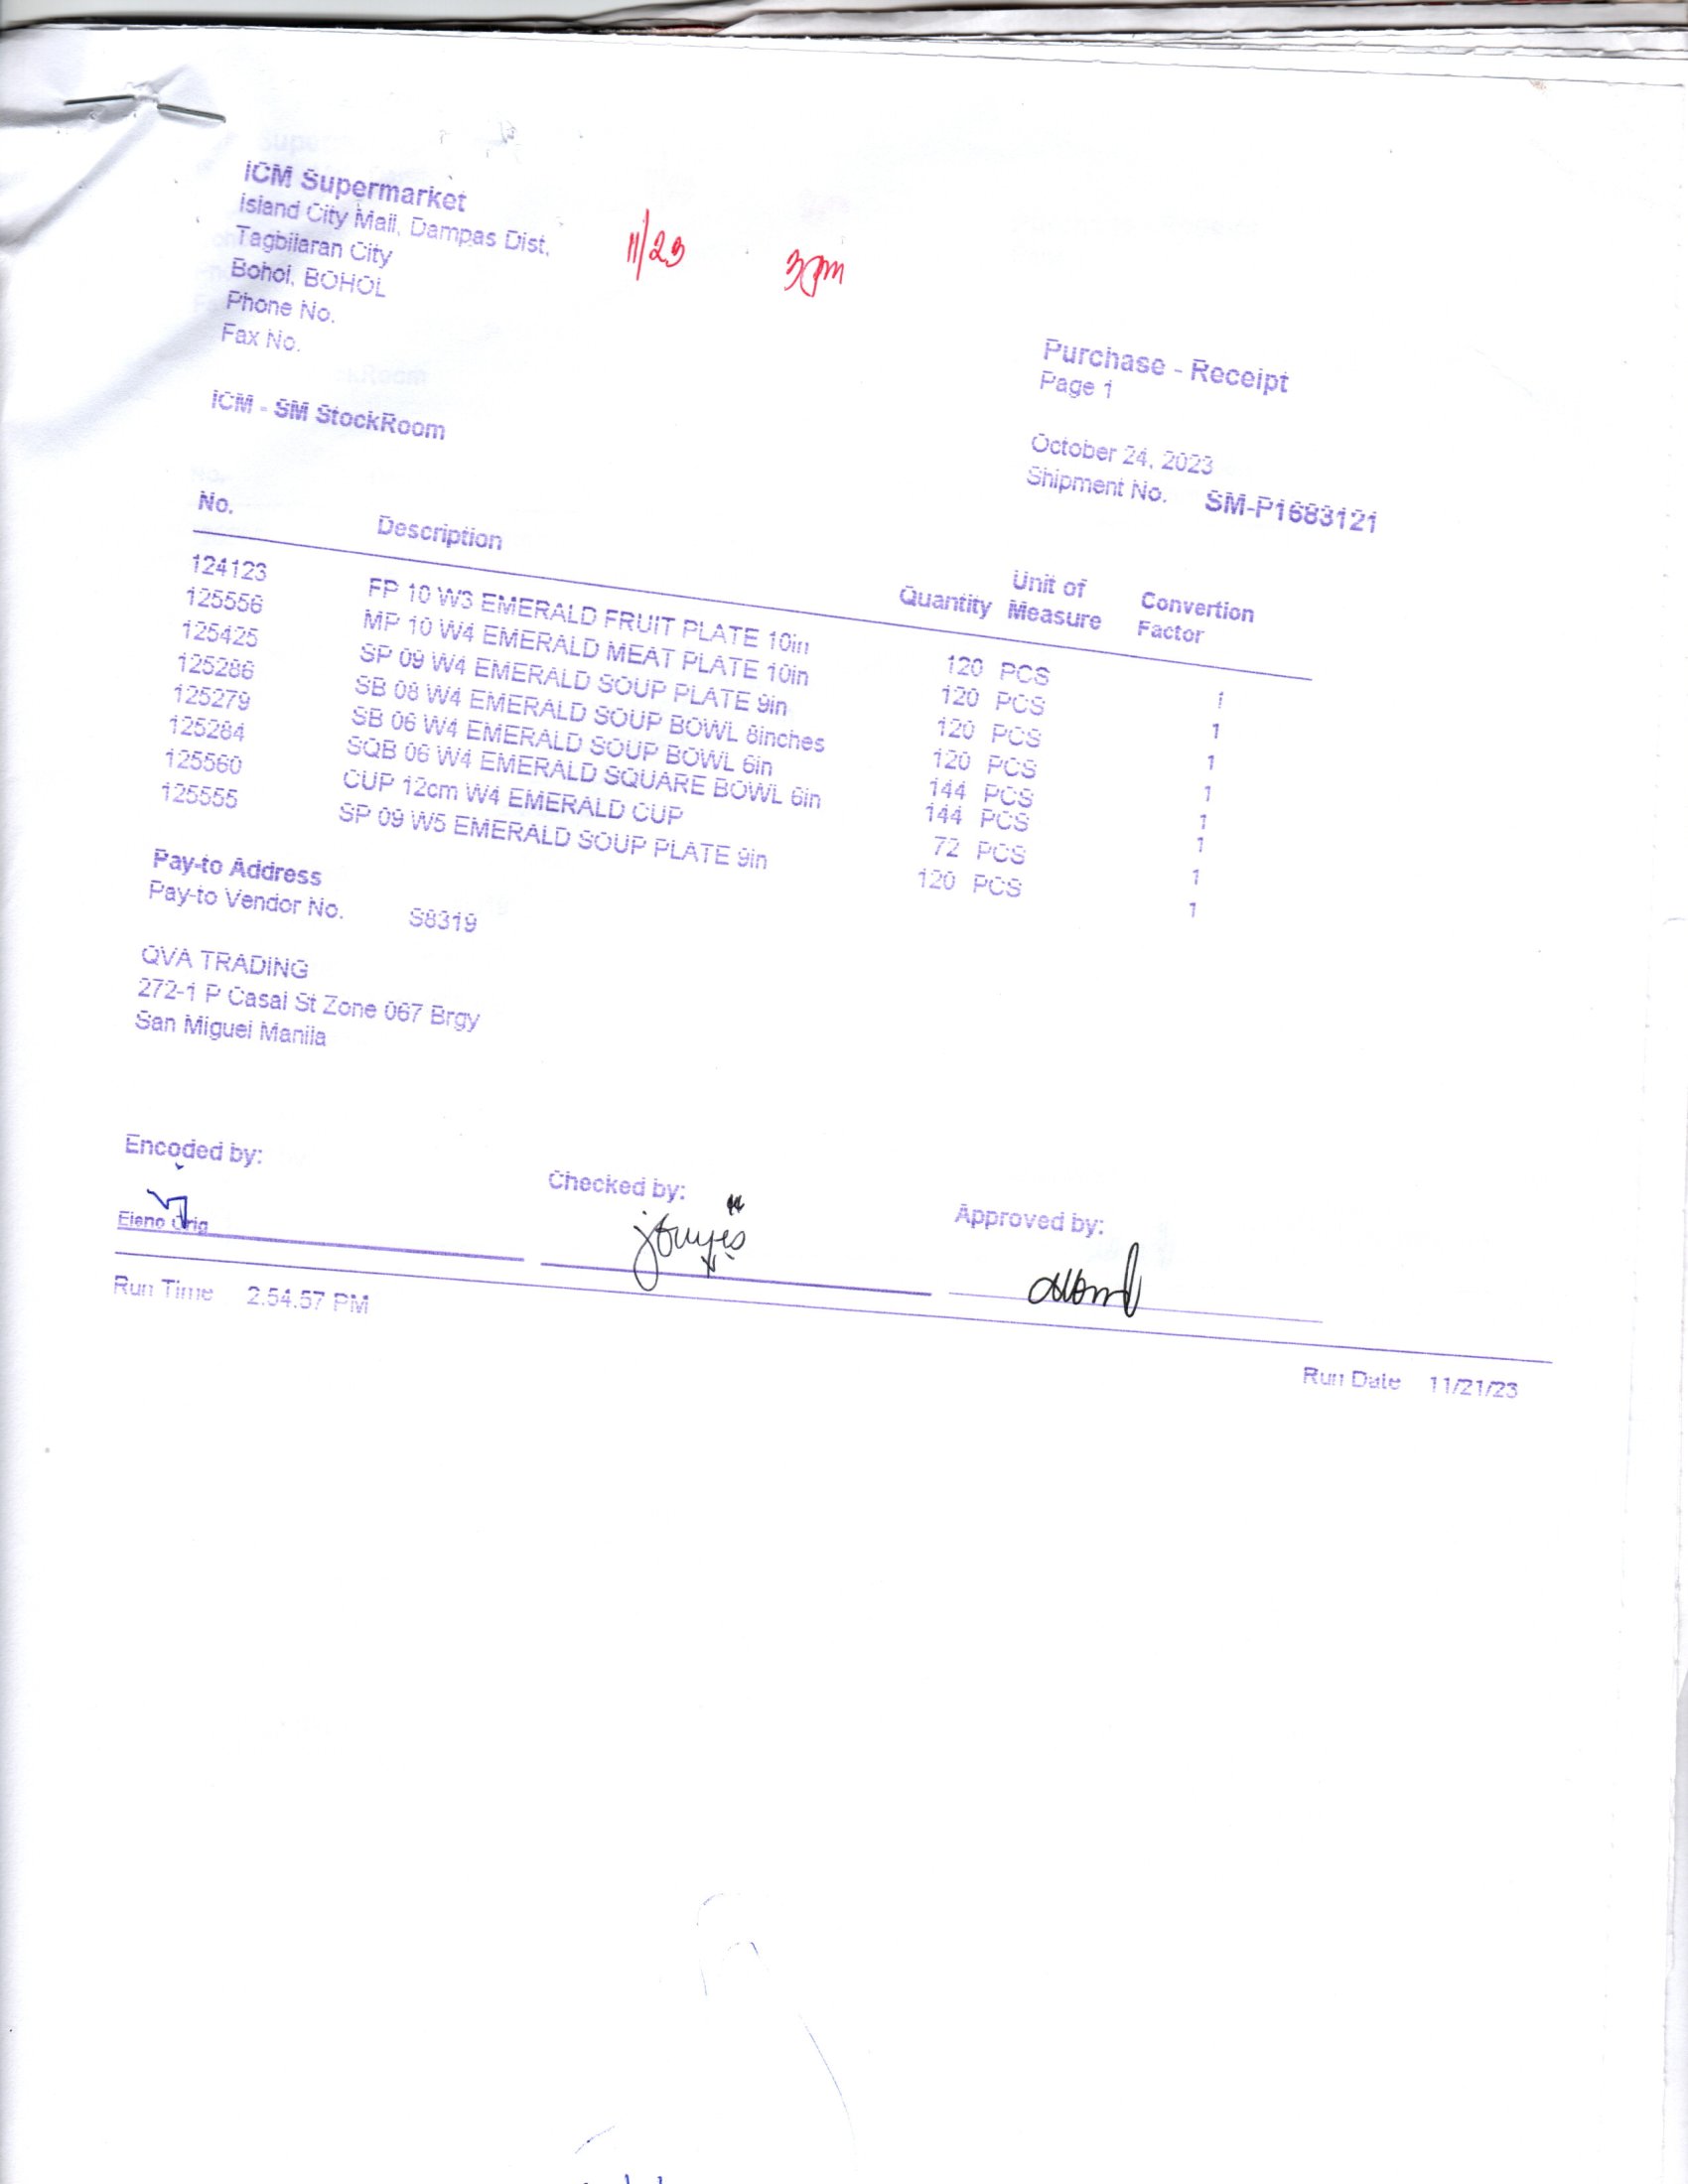 ICM Supermarket
Island City Mall, Dampas Dist,
Tagbilaran City
Bohol, BOHOL
Phone No.
Fax No.
11/23 3pm
ICM - SM StockRoom
Purchase - Receipt
Page 1
October 24, 2023
Shipment No. SM-P1683121
No. Description Quantity Unit of Measure Convertion Factor
124123 FP 10 W3 EMERALD FRUIT PLATE 10in 120 PCS 1
125556 MP 10 W4 EMERALD MEAT PLATE 10in 120 PCS 1
125425 SP 09 W4 EMERALD SOUP PLATE 9in 120 PCS 1
125286 SB 08 W4 EMERALD SOUP BOWL 8inches 120 PCS 1
125279 SB 06 W4 EMERALD SOUP BOWL 6in 144 PCS 1
125284 SQB 06 W4 EMERALD SQUARE BOWL 6in 144 PCS 1
125560 CUP 12cm W4 EMERALD CUP 72 PCS 1
125555 SP 09 W5 EMERALD SOUP PLATE 9in 120 PCS 1
Pay-to Address
Pay-to Vendor No. S8319
QVA TRADING
272-1 P Casal St Zone 067 Brgy
San Miguel Manila
Encoded by: Checked by: Approved by:
Run Time 2.54.57 PM
Run Date 11/21/23